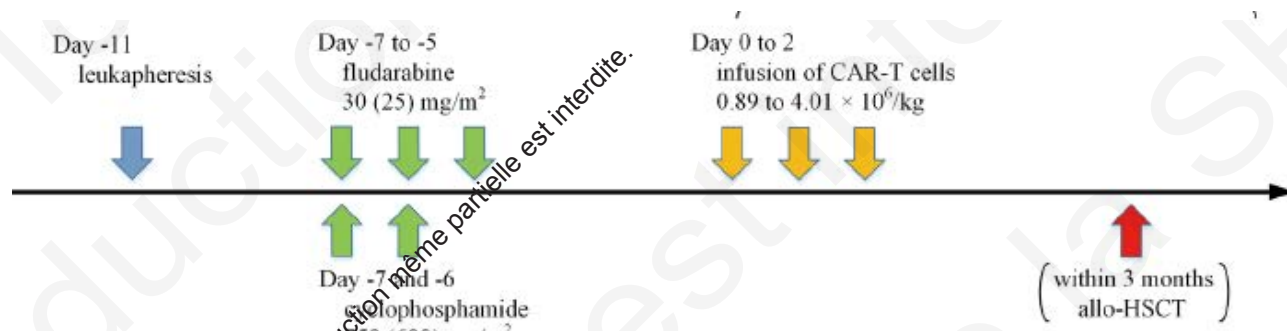 Day -11
leukapheresis
Day -7 to -5
fludarabine
30 (25) mg/m²
Day 0 to 2
infusion of CAR-T cells
0.89 to 4.01 × 10⁶/kg
Day -7 and -6
cyclophosphamide
(within 3 months
allo-HSCT)
même partielle est interdite.